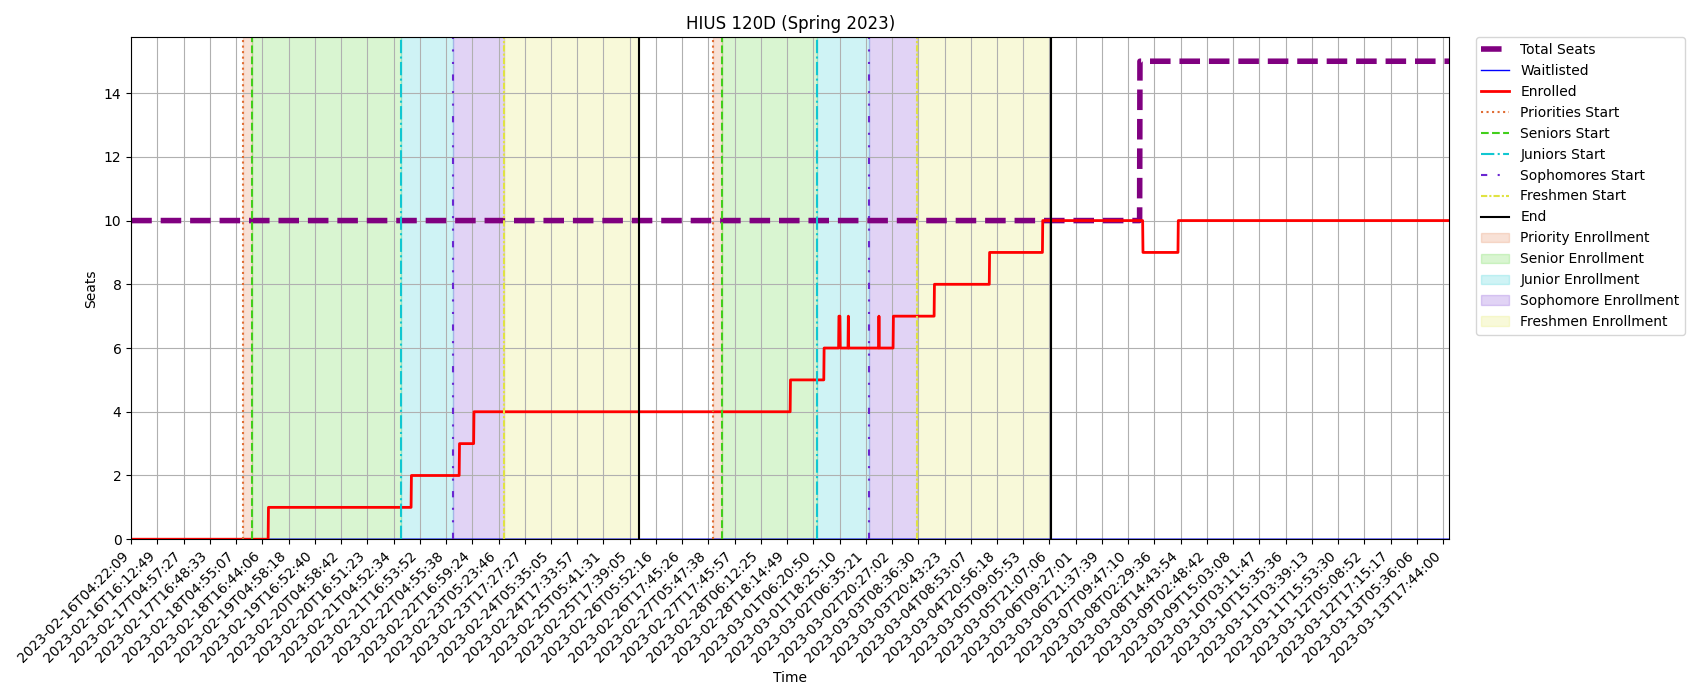 HIUS 120D (Spring 2023)
Seats
14
12
10
8
6
4
2
0
2023-02-16T04:22:09
2023-02-16T16:12:49
2023-02-17T04:57:27
2023-02-17T16:48:33
2023-02-18T04:55:07
2023-02-18T16:44:06
2023-02-19T04:58:18
2023-02-19T16:52:40
2023-02-20T04:58:42
2023-02-20T16:51:23
2023-02-21T04:52:34
2023-02-21T16:53:52
2023-02-22T04:55:38
2023-02-22T16:59:24
2023-02-23T05:23:46
2023-02-23T17:27:27
2023-02-24T05:35:05
2023-02-24T17:33:57
2023-02-25T05:41:31
2023-02-25T17:39:05
2023-02-26T05:52:16
2023-02-26T17:45:26
2023-02-27T05:47:38
2023-02-27T17:45:57
2023-02-28T06:12:25
2023-02-28T18:14:49
2023-03-01T06:20:50
2023-03-01T18:25:10
2023-03-02T06:35:21
2023-03-02T20:27:02
2023-03-03T08:36:30
2023-03-03T20:43:23
2023-03-04T08:53:07
2023-03-04T20:56:18
2023-03-05T09:05:53
2023-03-05T21:07:06
2023-03-06T09:27:01
2023-03-06T21:37:39
2023-03-07T09:47:10
2023-03-08T02:29:36
2023-03-08T14:43:54
2023-03-09T02:48:42
2023-03-09T15:03:08
2023-03-10T03:11:47
2023-03-10T15:35:36
2023-03-11T03:39:13
2023-03-11T15:53:30
2023-03-12T05:08:52
2023-03-12T17:15:17
2023-03-13T05:36:06
2023-03-13T17:44:00
Time
Total Seats
Waitlisted
Enrolled
Priorities Start
Seniors Start
Juniors Start
Sophomores Start
Freshmen Start
End
Priority Enrollment
Senior Enrollment
Junior Enrollment
Sophomore Enrollment
Freshmen Enrollment